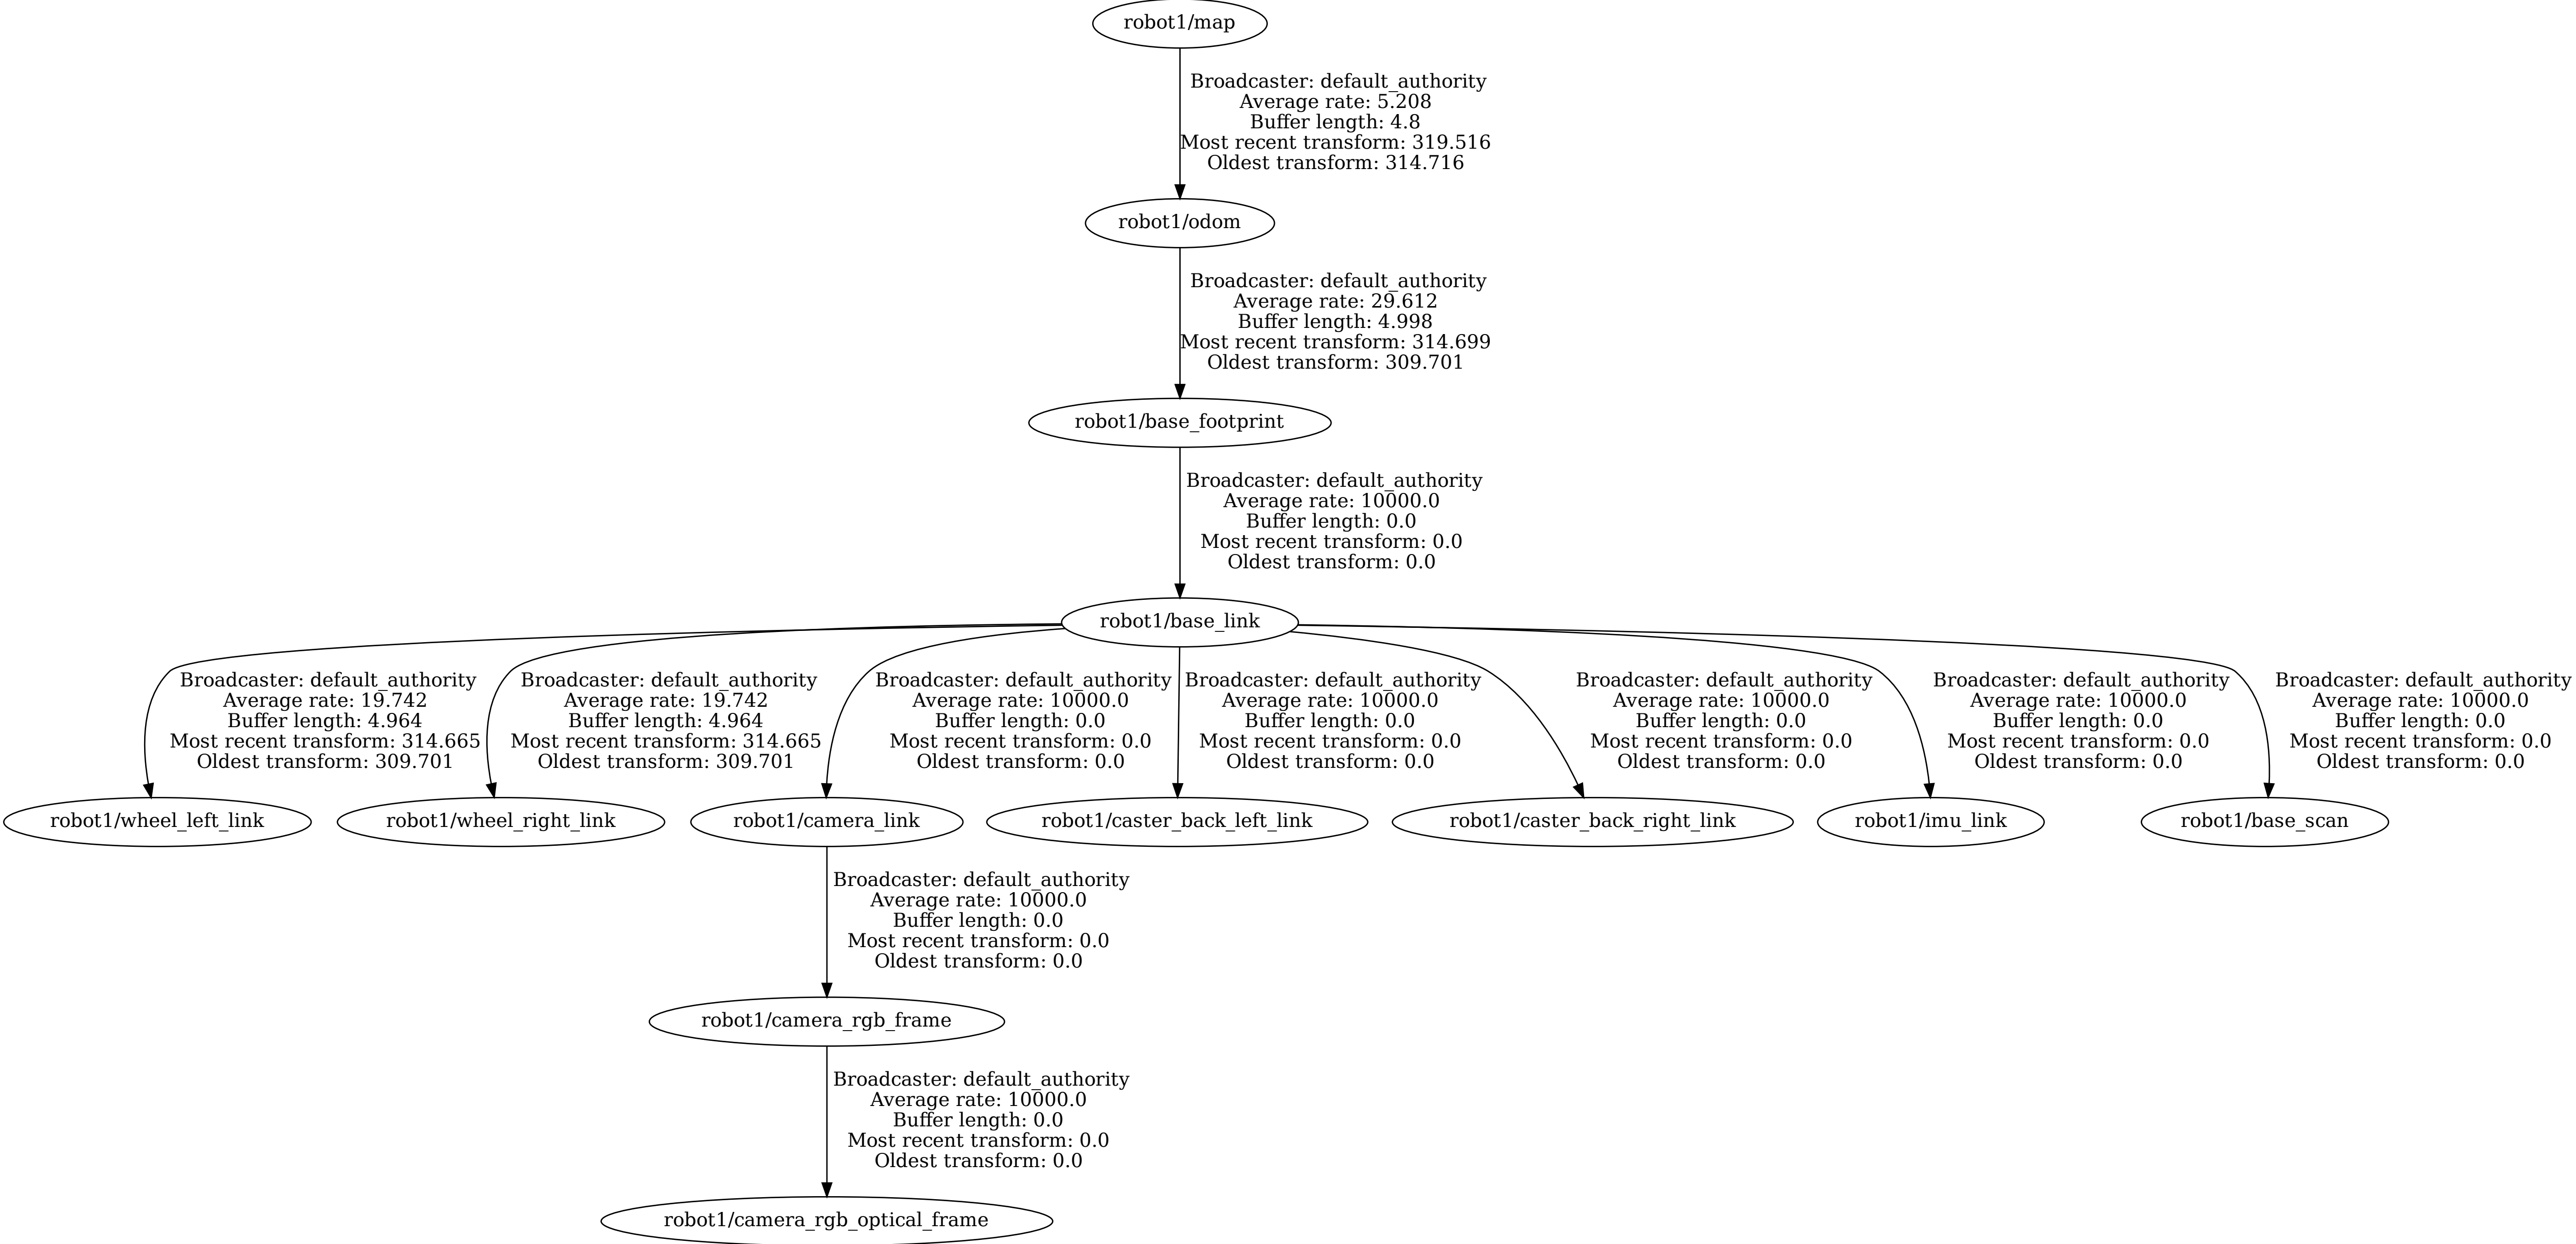 robot1/map
Broadcaster: default_authority
Average rate: 5.208
Buffer length: 4.8
Most recent transform: 319.516
Oldest transform: 314.716
robot1/odom
Broadcaster: default_authority
Average rate: 29.612
Buffer length: 4.998
Most recent transform: 314.699
Oldest transform: 309.701
robot1/base_footprint
Broadcaster: default_authority
Average rate: 10000.0
Buffer length: 0.0
Most recent transform: 0.0
Oldest transform: 0.0
robot1/base_link
Broadcaster: default_authority
Average rate: 19.742
Buffer length: 4.964
Most recent transform: 314.665
Oldest transform: 309.701
Broadcaster: default_authority
Average rate: 19.742
Buffer length: 4.964
Most recent transform: 314.665
Oldest transform: 309.701
Broadcaster: default_authority
Average rate: 10000.0
Buffer length: 0.0
Most recent transform: 0.0
Oldest transform: 0.0
Broadcaster: default_authority
Average rate: 10000.0
Buffer length: 0.0
Most recent transform: 0.0
Oldest transform: 0.0
Broadcaster: default_authority
Average rate: 10000.0
Buffer length: 0.0
Most recent transform: 0.0
Oldest transform: 0.0
Broadcaster: default_authority
Average rate: 10000.0
Buffer length: 0.0
Most recent transform: 0.0
Oldest transform: 0.0
Broadcaster: default_authority
Average rate: 10000.0
Buffer length: 0.0
Most recent transform: 0.0
Oldest transform: 0.0
robot1/wheel_left_link
robot1/wheel_right_link
robot1/camera_link
robot1/caster_back_left_link
robot1/caster_back_right_link
robot1/imu_link
robot1/base_scan
Broadcaster: default_authority
Average rate: 10000.0
Buffer length: 0.0
Most recent transform: 0.0
Oldest transform: 0.0
robot1/camera_rgb_frame
Broadcaster: default_authority
Average rate: 10000.0
Buffer length: 0.0
Most recent transform: 0.0
Oldest transform: 0.0
robot1/camera_rgb_optical_frame